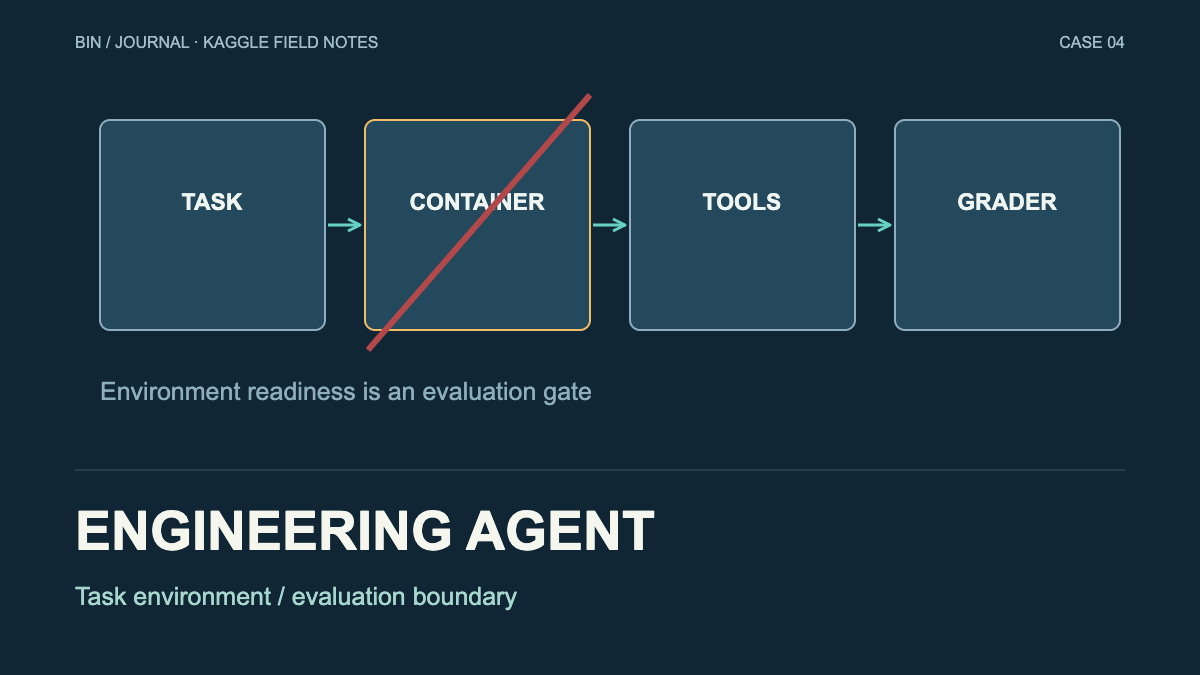 BIN / JOURNAL · KAGGLE FIELD NOTES
CASE 04
TASK
CONTAINER
TOOLS
GRADER
Environment readiness is an evaluation gate
ENGINEERING AGENT
Task environment / evaluation boundary